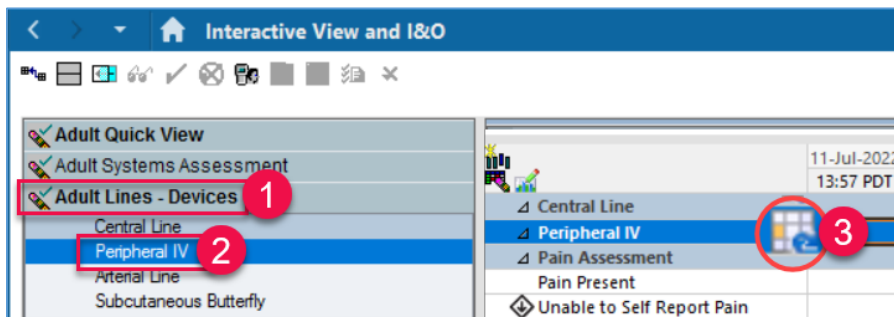 Interactive View and I&O
Adult Quick View
Adult Systems Assessment
Adult Lines - Devices 1
Central Line
Peripheral IV 2
Arterial Line
Subcutaneous Butterfly
11-Jul-2022
13:57 PDT
Central Line
Peripheral IV 3
Pain Assessment
Pain Present
Unable to Self Report Pain